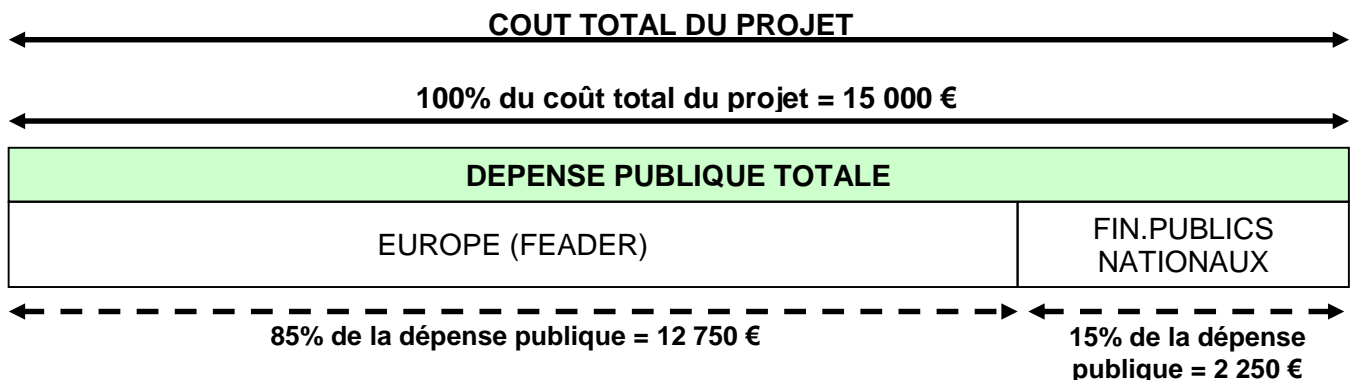 COUT TOTAL DU PROJET
100% du coût total du projet = 15 000 €
DEPENSE PUBLIQUE TOTALE
EUROPE (FEADER)
FIN.PUBLICS
NATIONAUX
85% de la dépense publique = 12 750 €
15% de la dépense
publique = 2 250 €